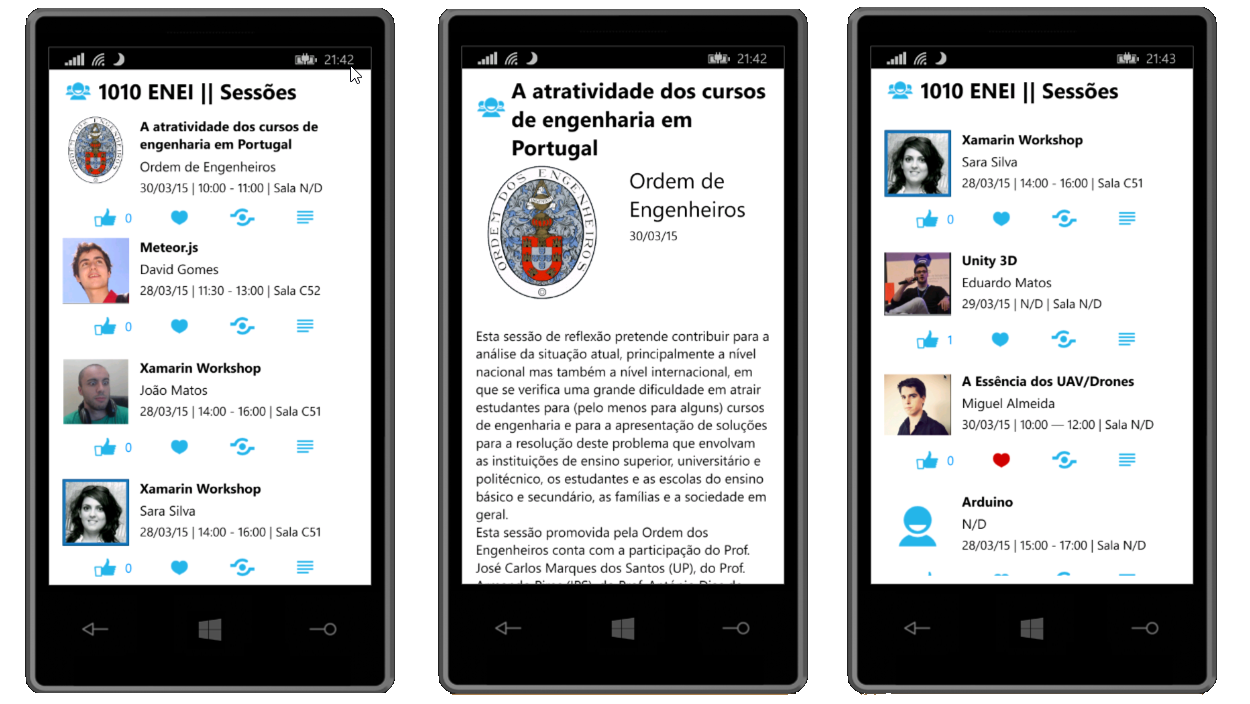 21:42
1010 ENEI || Sessões
A atratividade dos cursos de
engenharia em Portugal
Ordem de Engenheiros
30/03/15 | 10:00 - 11:00 | Sala N/D
0
Meteor.js
David Gomes
28/03/15 | 11:30 - 13:00 | Sala C52
0
Xamarin Workshop
João Matos
28/03/15 | 14:00 - 16:00 | Sala C51
0
Xamarin Workshop
Sara Silva
28/03/15 | 14:00 - 16:00 | Sala C51
0
21:42
A atratividade dos cursos
de engenharia em
Portugal
ORDEM DOS ENGENHEIROS
Ordem de
Engenheiros
30/03/15
Esta sessão de reflexão pretende contribuir para a
análise da situação atual, principalmente a nível
nacional mas também a nível internacional, em
que se verifica uma grande dificuldade em atrair
estudantes para (pelo menos para alguns) cursos
de engenharia e para a apresentação de soluções
para a resolução deste problema que envolvam
as instituições de ensino superior, universitário e
politécnico, os estudantes e as escolas do ensino
básico e secundário, as famílias e a sociedade em
geral.
Esta sessão promovida pela Ordem dos
Engenheiros conta com a participação do Prof.
José Carlos Marques dos Santos (UP), do Prof.
21:43
1010 ENEI || Sessões
Xamarin Workshop
Sara Silva
28/03/15 | 14:00 - 16:00 | Sala C51
0
Unity 3D
Eduardo Matos
29/03/15 | N/D | Sala N/D
1
A Essência dos UAV/Drones
Miguel Almeida
30/03/15 | 10:00 — 12:00 | Sala N/D
0
Arduino
N/D
28/03/15 | 15:00 - 17:00 | Sala N/D